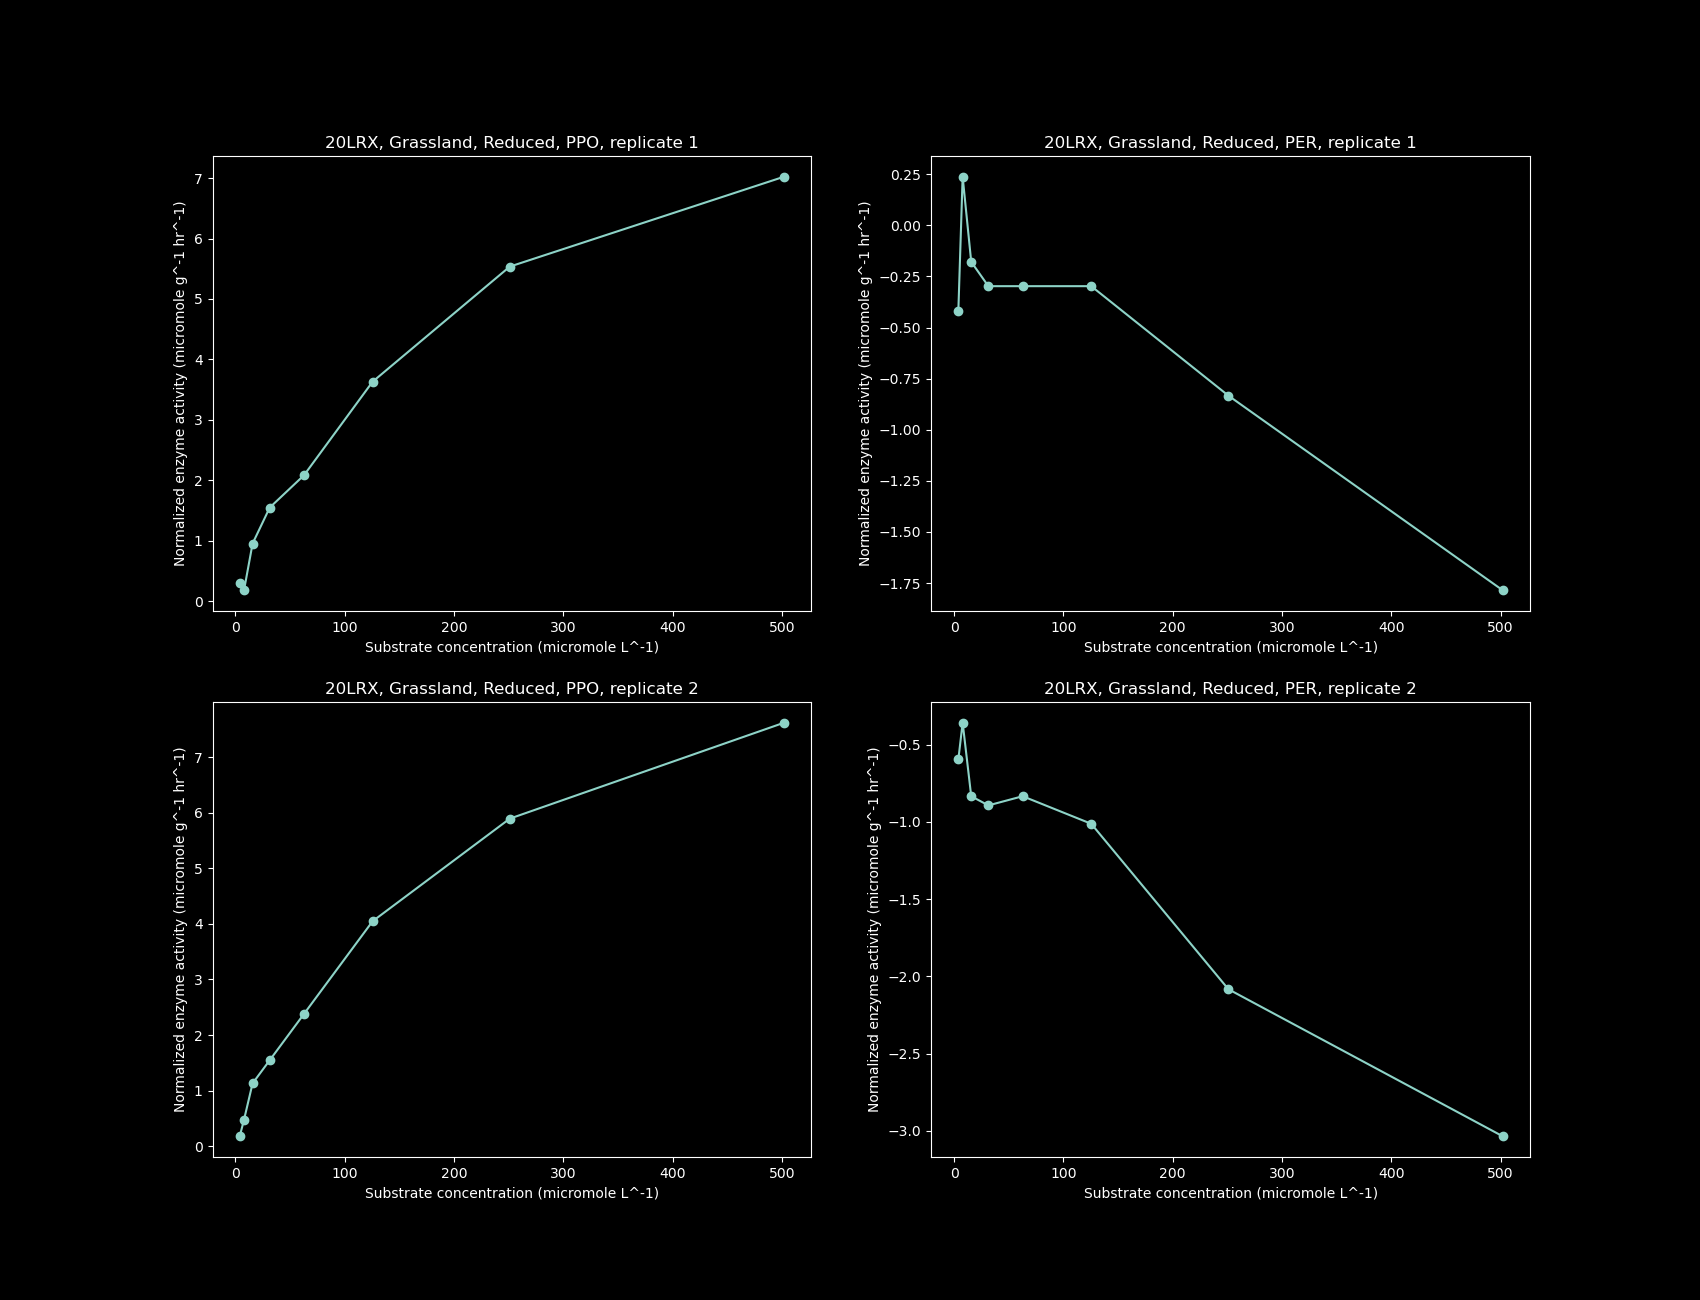 20LRX, Grassland, Reduced, PPO, replicate 1
Normalized enzyme activity (micromole g^-1 hr^-1)
7
6
5
4
3
2
1
0
0 100 200 300 400 500
Substrate concentration (micromole L^-1)
20LRX, Grassland, Reduced, PER, replicate 1
Normalized enzyme activity (micromole g^-1 hr^-1)
0.25
0.00
−0.25
−0.50
−0.75
−1.00
−1.25
−1.50
−1.75
0 100 200 300 400 500
Substrate concentration (micromole L^-1)
20LRX, Grassland, Reduced, PPO, replicate 2
Normalized enzyme activity (micromole g^-1 hr^-1)
7
6
5
4
3
2
1
0
0 100 200 300 400 500
Substrate concentration (micromole L^-1)
20LRX, Grassland, Reduced, PER, replicate 2
Normalized enzyme activity (micromole g^-1 hr^-1)
−0.5
−1.0
−1.5
−2.0
−2.5
−3.0
0 100 200 300 400 500
Substrate concentration (micromole L^-1)